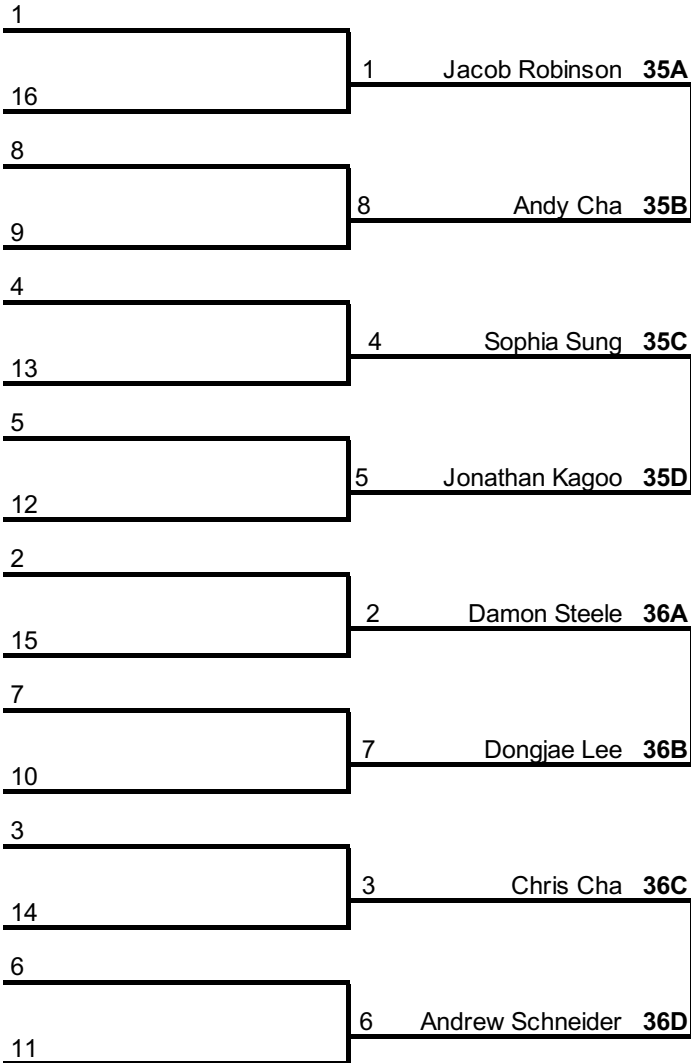 1
1 Jacob Robinson 35A
16
8
8 Andy Cha 35B
9
4
4 Sophia Sung 35C
13
5
5 Jonathan Kagoo 35D
12
2
2 Damon Steele 36A
15
7
7 Dongjae Lee 36B
10
3
3 Chris Cha 36C
14
6
6 Andrew Schneider 36D
11